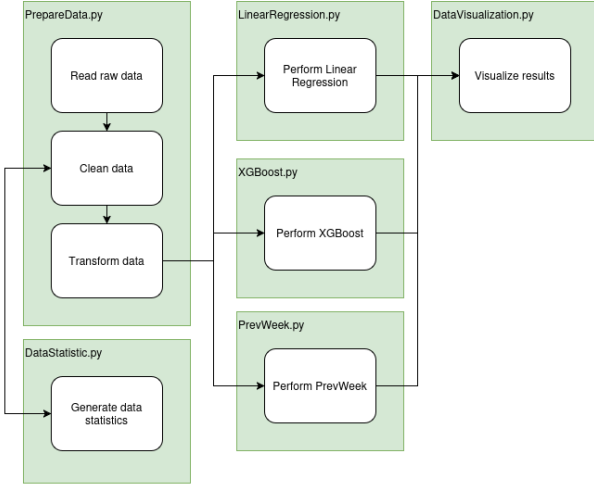 PrepareData.py
Read raw data
Clean data
Transform data
DataStatistic.py
Generate data
statistics
LinearRegression.py
Perform Linear
Regression
XGBoost.py
Perform XGBoost
PrevWeek.py
Perform PrevWeek
DataVisualization.py
Visualize results